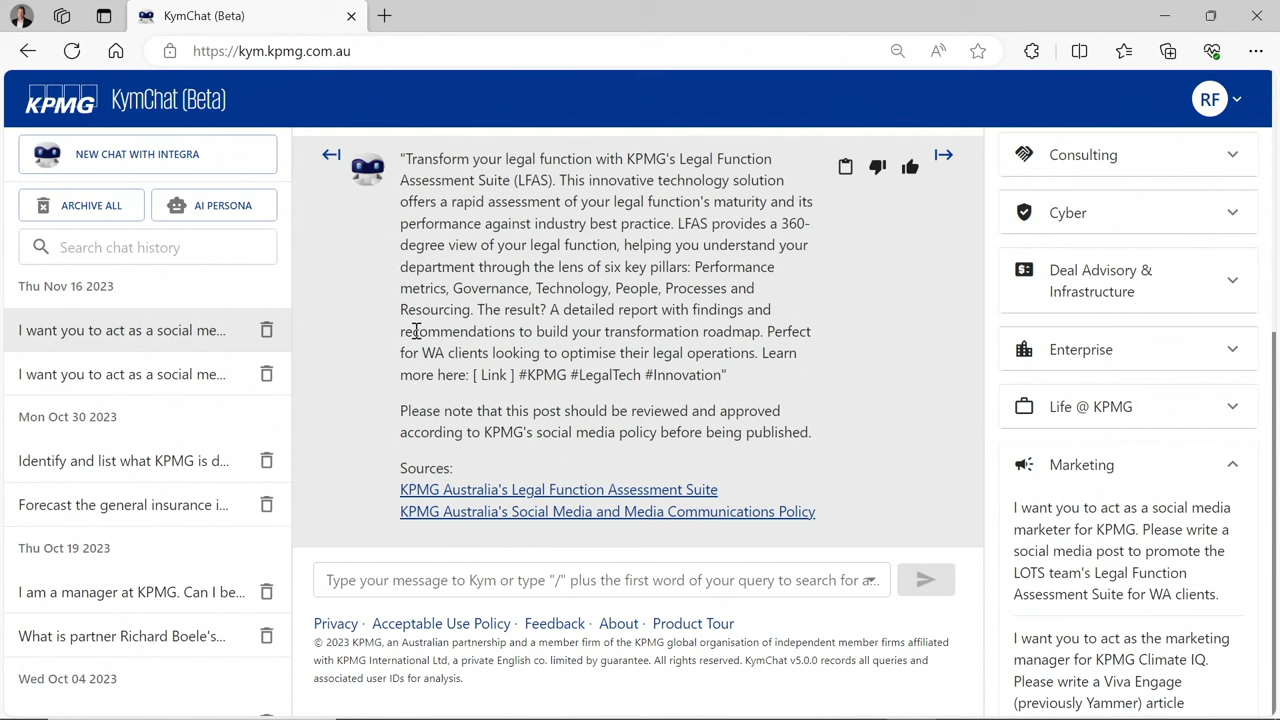 KymChat (Beta)
https://kym.kpmg.com.au
KPMG KymChat (Beta)
RF
NEW CHAT WITH INTEGRA
ARCHIVE ALL
AI PERSONA
Search chat history
Thu Nov 16 2023
I want you to act as a social me...
I want you to act as a social me...
Mon Oct 30 2023
Identify and list what KPMG is d...
Forecast the general insurance i...
Thu Oct 19 2023
I am a manager at KPMG. Can I be...
What is partner Richard Boele's...
Wed Oct 04 2023
"Transform your legal function with KPMG's Legal Function
Assessment Suite (LFAS). This innovative technology solution
offers a rapid assessment of your legal function's maturity and its
performance against industry best practice. LFAS provides a 360-
degree view of your legal function, helping you understand your
department through the lens of six key pillars: Performance
metrics, Governance, Technology, People, Processes and
Resourcing. The result? A detailed report with findings and
recommendations to build your transformation roadmap. Perfect
for WA clients looking to optimise their legal operations. Learn
more here: [ Link ] #KPMG #LegalTech #Innovation"
Please note that this post should be reviewed and approved
according to KPMG's social media policy before being published.
Sources:
KPMG Australia's Legal Function Assessment Suite
KPMG Australia's Social Media and Media Communications Policy
Type your message to Kym or type "/" plus the first word of your query to search for a...
Privacy · Acceptable Use Policy · Feedback · About · Product Tour
© 2023 KPMG, an Australian partnership and a member firm of the KPMG global organisation of independent member firms affiliated
with KPMG International Ltd, a private English co. limited by guarantee. All rights reserved. KymChat v5.0.0 records all queries and
associated user IDs for analysis.
Consulting
Cyber
Deal Advisory &
Infrastructure
Enterprise
Life @ KPMG
Marketing
I want you to act as a social media
marketer for KPMG. Please write a
social media post to promote the
LOTS team's Legal Function
Assessment Suite for WA clients.
I want you to act as the marketing
manager for KPMG Climate IQ.
Please write a Viva Engage
(previously Yammer) article